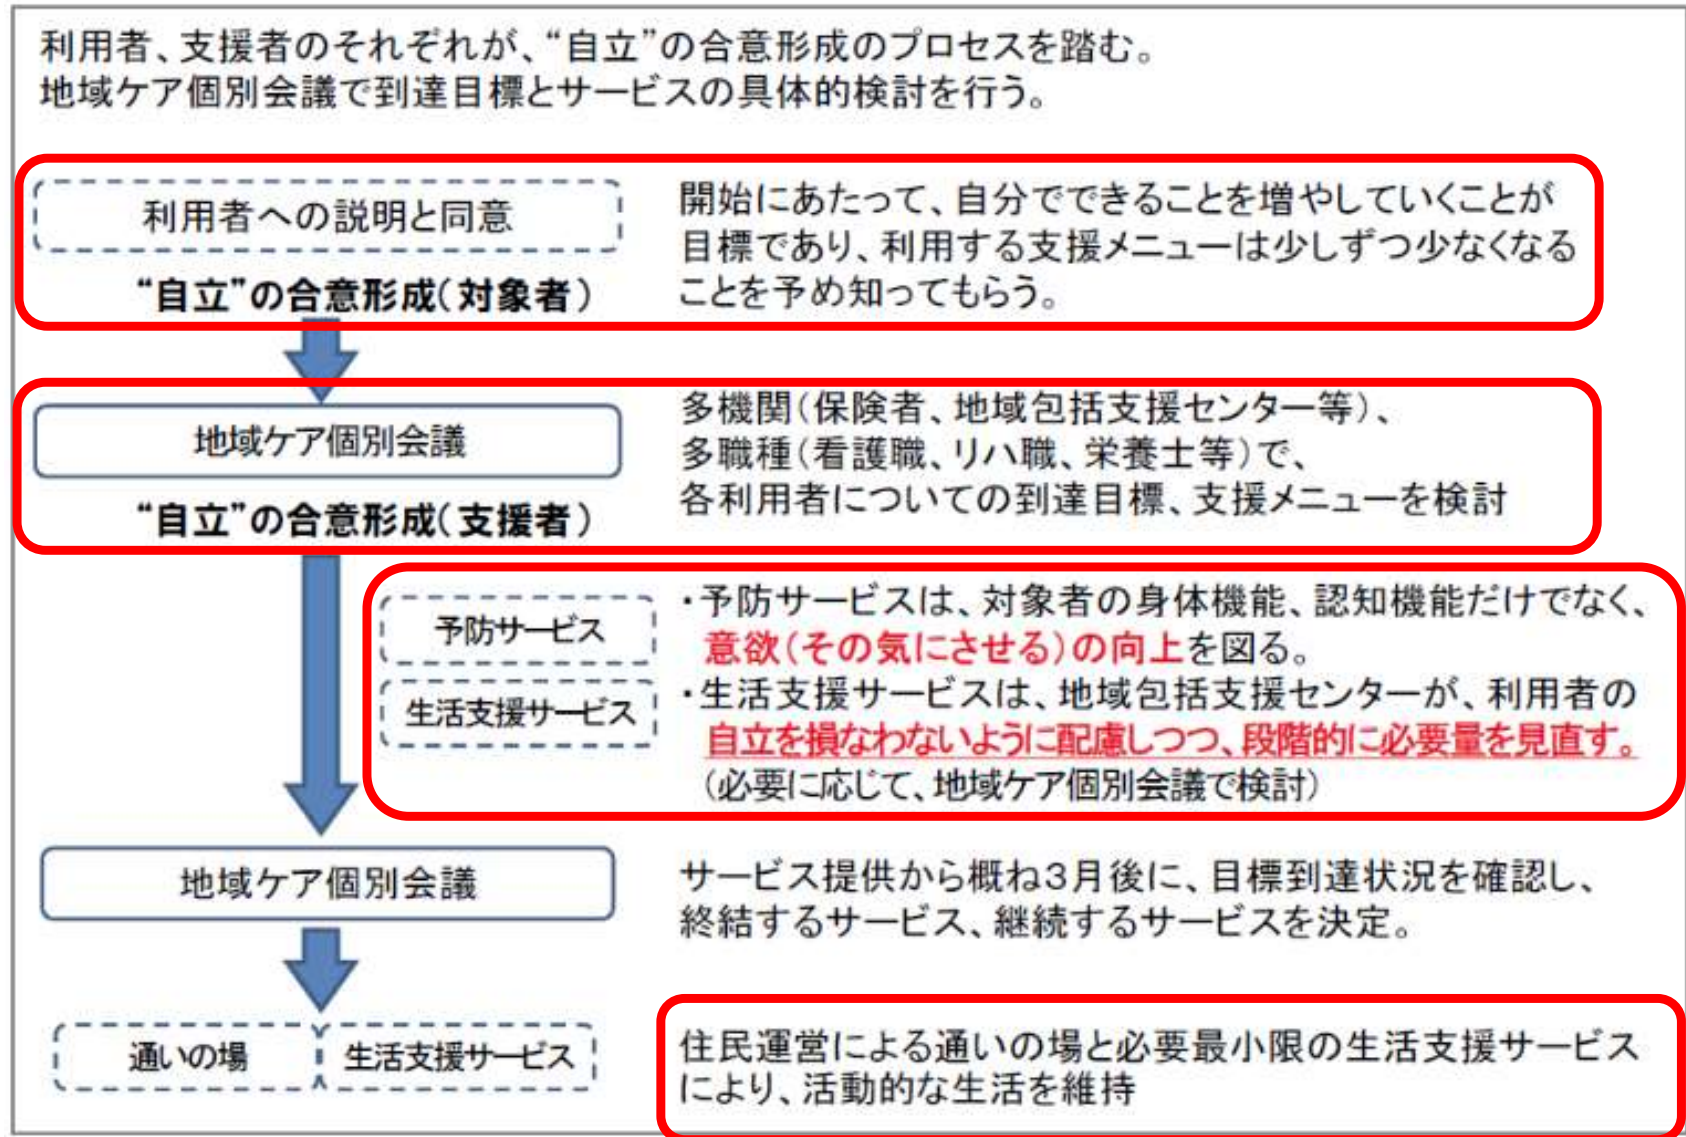 利用者、支援者のそれぞれが、“自立”の合意形成のプロセスを踏む。
地域ケア個別会議で到達目標とサービスの具体的検討を行う。
利用者への説明と同意
“自立”の合意形成(対象者)
開始にあたって、自分でできることを増やしていくことが
目標であり、利用する支援メニューは少しずつ少なくなる
ことを予め知ってもらう。
地域ケア個別会議
“自立”の合意形成(支援者)
多機関(保険者、地域包括支援センター等)、
多職種(看護職、リハ職、栄養士等)で、
各利用者についての到達目標、支援メニューを検討
予防サービス
生活支援サービス
・予防サービスは、対象者の身体機能、認知機能だけでなく、
意欲(その気にさせる)の向上を図る。
・生活支援サービスは、地域包括支援センターが、利用者の
自立を損なわないように配慮しつつ、段階的に必要量を見直す。
(必要に応じて、地域ケア個別会議で検討)
地域ケア個別会議
サービス提供から概ね3月後に、目標到達状況を確認し、
終結するサービス、継続するサービスを決定。
通いの場
生活支援サービス
住民運営による通いの場と必要最小限の生活支援サービス
により、活動的な生活を維持